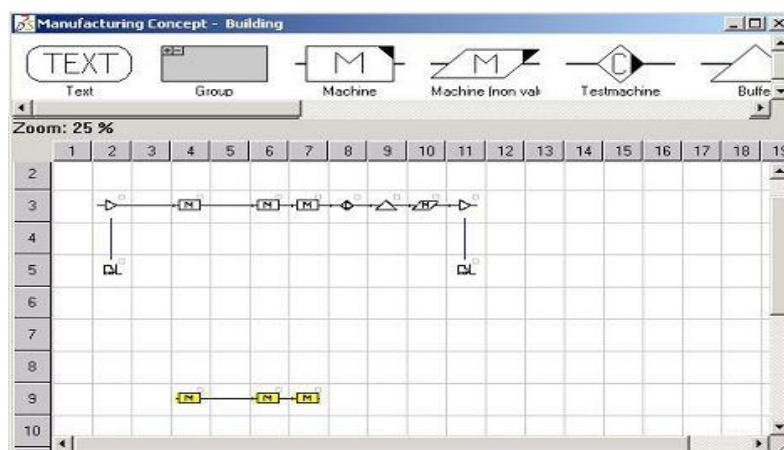 Manufacturing Concept - Building
TEXT M M C
Text Group Machine Machine (non val Testmachine Buffe
Zoom: 25 %
1 2 3 4 5 6 7 8 9 10 11 12 13 14 15 16 17 18 19
2
3 M M M M
4
5
6
7
8
9 M M M
10